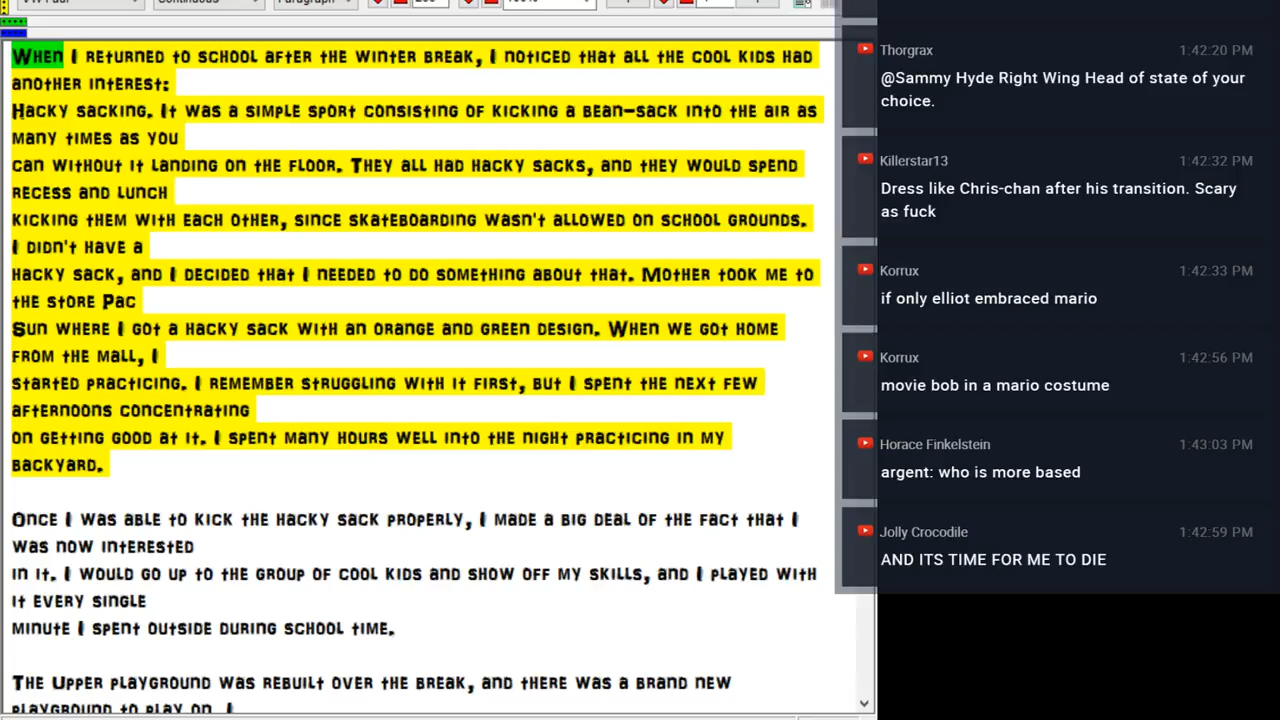 Continuous
Paragraph
When I returned to school after the winter break, I noticed that all the cool kids had
another interest:
Hacky sacking. It was a simple sport consisting of kicking a bean-sack into the air as
many times as you
can without it landing on the floor. They all had hacky sacks, and they would spend
recess and lunch
kicking them with each other, since skateboarding wasn't allowed on school grounds.
I didn't have a
hacky sack, and I decided that I needed to do something about that. Mother took me to
the store Pac
Sun where I got a hacky sack with an orange and green design. When we got home
from the mall, I
started practicing. I remember struggling with it first, but I spent the next few
afternoons concentrating
on getting good at it. I spent many hours well into the night practicing in my
backyard.
Once I was able to kick the hacky sack properly, I made a big deal of the fact that I
was now interested
in it. I would go up to the group of cool kids and show off my skills, and I played with
it every single
minute I spent outside during school time.
The Upper playground was rebuilt over the break, and there was a brand new
playground to play on. I
Thorgrax 1:42:20 PM
@Sammy Hyde Right Wing Head of state of your
choice.
Killerstar13 1:42:32 PM
Dress like Chris-chan after his transition. Scary
as fuck
Korrux 1:42:33 PM
if only elliot embraced mario
Korrux 1:42:56 PM
movie bob in a mario costume
Horace Finkelstein 1:43:03 PM
argent: who is more based
Jolly Crocodile 1:42:59 PM
AND ITS TIME FOR ME TO DIE